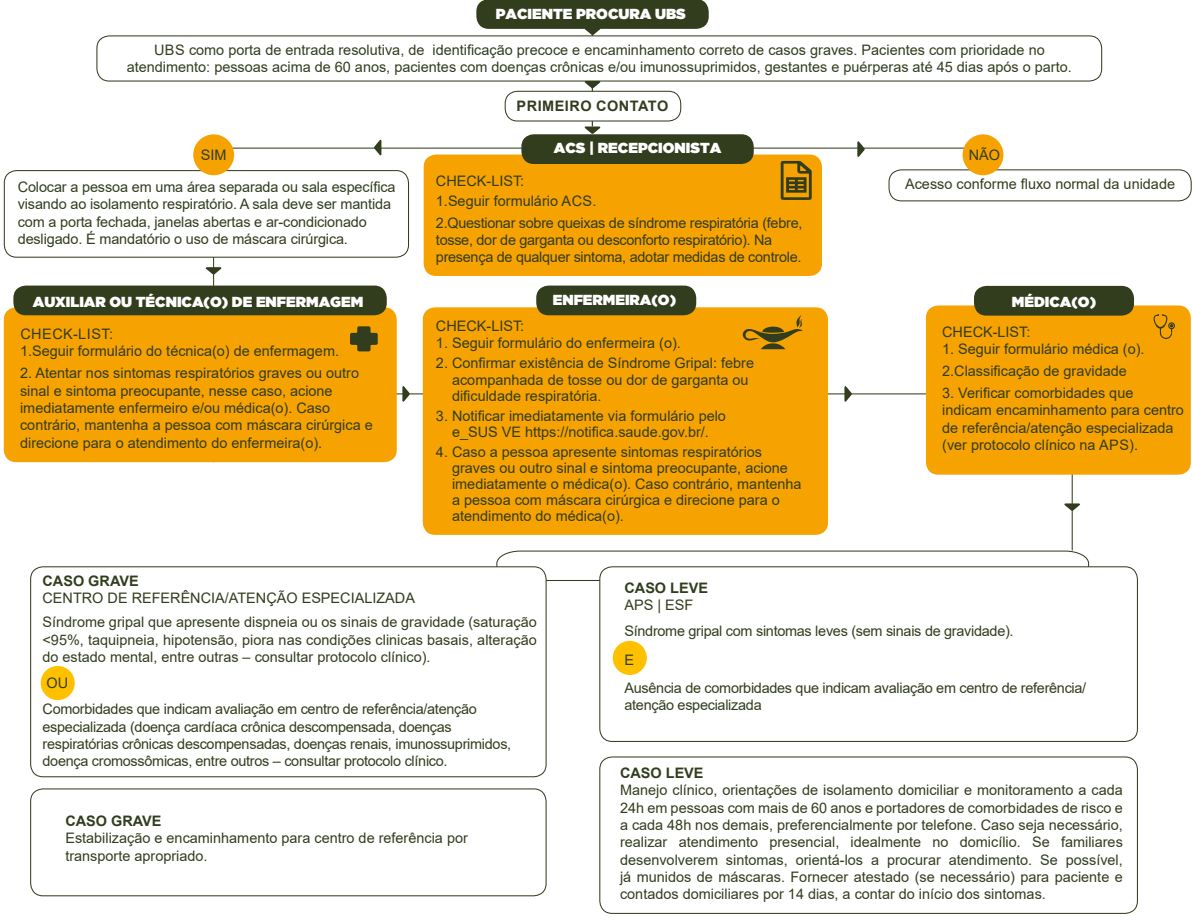 PACIENTE PROCURA UBS
UBS como porta de entrada resolutiva, de identificação precoce e encaminhamento correto de casos graves. Pacientes com prioridade no
atendimento: pessoas acima de 60 anos, pacientes com doenças crônicas e/ou imunossuprimidos, gestantes e puérperas até 45 dias após o parto.
PRIMEIRO CONTATO
SIM
Colocar a pessoa em uma área separada ou sala específica
visando ao isolamento respiratório. A sala deve ser mantida
com a porta fechada, janelas abertas e ar-condicionado
desligado. É mandatório o uso de máscara cirúrgica.
ACS | RECEPCIONISTA
CHECK-LIST:
1.Seguir formulário ACS.
2.Questionar sobre queixas de síndrome respiratória (febre,
tosse, dor de garganta ou desconforto respiratório). Na
presença de qualquer sintoma, adotar medidas de controle.
NÃO
Acesso conforme fluxo normal da unidade
AUXILIAR OU TÉCNICA(O) DE ENFERMAGEM
CHECK-LIST:
1.Seguir formulário do técnica(o) de enfermagem.
2. Atentar nos sintomas respiratórios graves ou outro
sinal e sintoma preocupante, nesse caso, acione
imediatamente enfermeiro e/ou médica(o). Caso
contrário, mantenha a pessoa com máscara cirúrgica e
direcione para o atendimento do enfermeira(o).
ENFERMEIRA(O)
CHECK-LIST:
1. Seguir formulário do enfermeira (o).
2. Confirmar existência de Síndrome Gripal: febre
acompanhada de tosse ou dor de garganta ou
dificuldade respiratória.
3. Notificar imediatamente via formulário pelo
e_SUS VE https://notifica.saude.gov.br/.
4. Caso a pessoa apresente sintomas respiratórios
graves ou outro sinal e sintoma preocupante, acione
imediatamente o médica(o). Caso contrário, mantenha
a pessoa com máscara cirúrgica e direcione para o
atendimento do médica(o).
MÉDICA(O)
CHECK-LIST:
1. Seguir formulário médica (o).
2.Classificação de gravidade
3. Verificar comorbidades que
indicam encaminhamento para centro
de referência/atenção especializada
(ver protocolo clínico na APS).
CASO GRAVE
CENTRO DE REFERÊNCIA/ATENÇÃO ESPECIALIZADA
Síndrome gripal que apresente dispneia ou os sinais de gravidade (saturação
<95%, taquipneia, hipotensão, piora nas condições clinicas basais, alteração
do estado mental, entre outras – consultar protocolo clínico).
OU
Comorbidades que indicam avaliação em centro de referência/atenção
especializada (doença cardíaca crônica descompensada, doenças
respiratórias crônicas descompensadas, doenças renais, imunossuprimidos,
doença cromossômicas, entre outros – consultar protocolo clínico.
CASO GRAVE
Estabilização e encaminhamento para centro de referência por
transporte apropriado.
CASO LEVE
APS | ESF
Síndrome gripal com sintomas leves (sem sinais de gravidade).
E
Ausência de comorbidades que indicam avaliação em centro de referência/
atenção especializada
CASO LEVE
Manejo clínico, orientações de isolamento domiciliar e monitoramento a cada
24h em pessoas com mais de 60 anos e portadores de comorbidades de risco e
a cada 48h nos demais, preferencialmente por telefone. Caso seja necessário,
realizar atendimento presencial, idealmente no domicílio. Se familiares
desenvolverem sintomas, orientá-los a procurar atendimento. Se possível,
já munidos de máscaras. Fornecer atestado (se necessário) para paciente e
contados domiciliares por 14 dias, a contar do início dos sintomas.